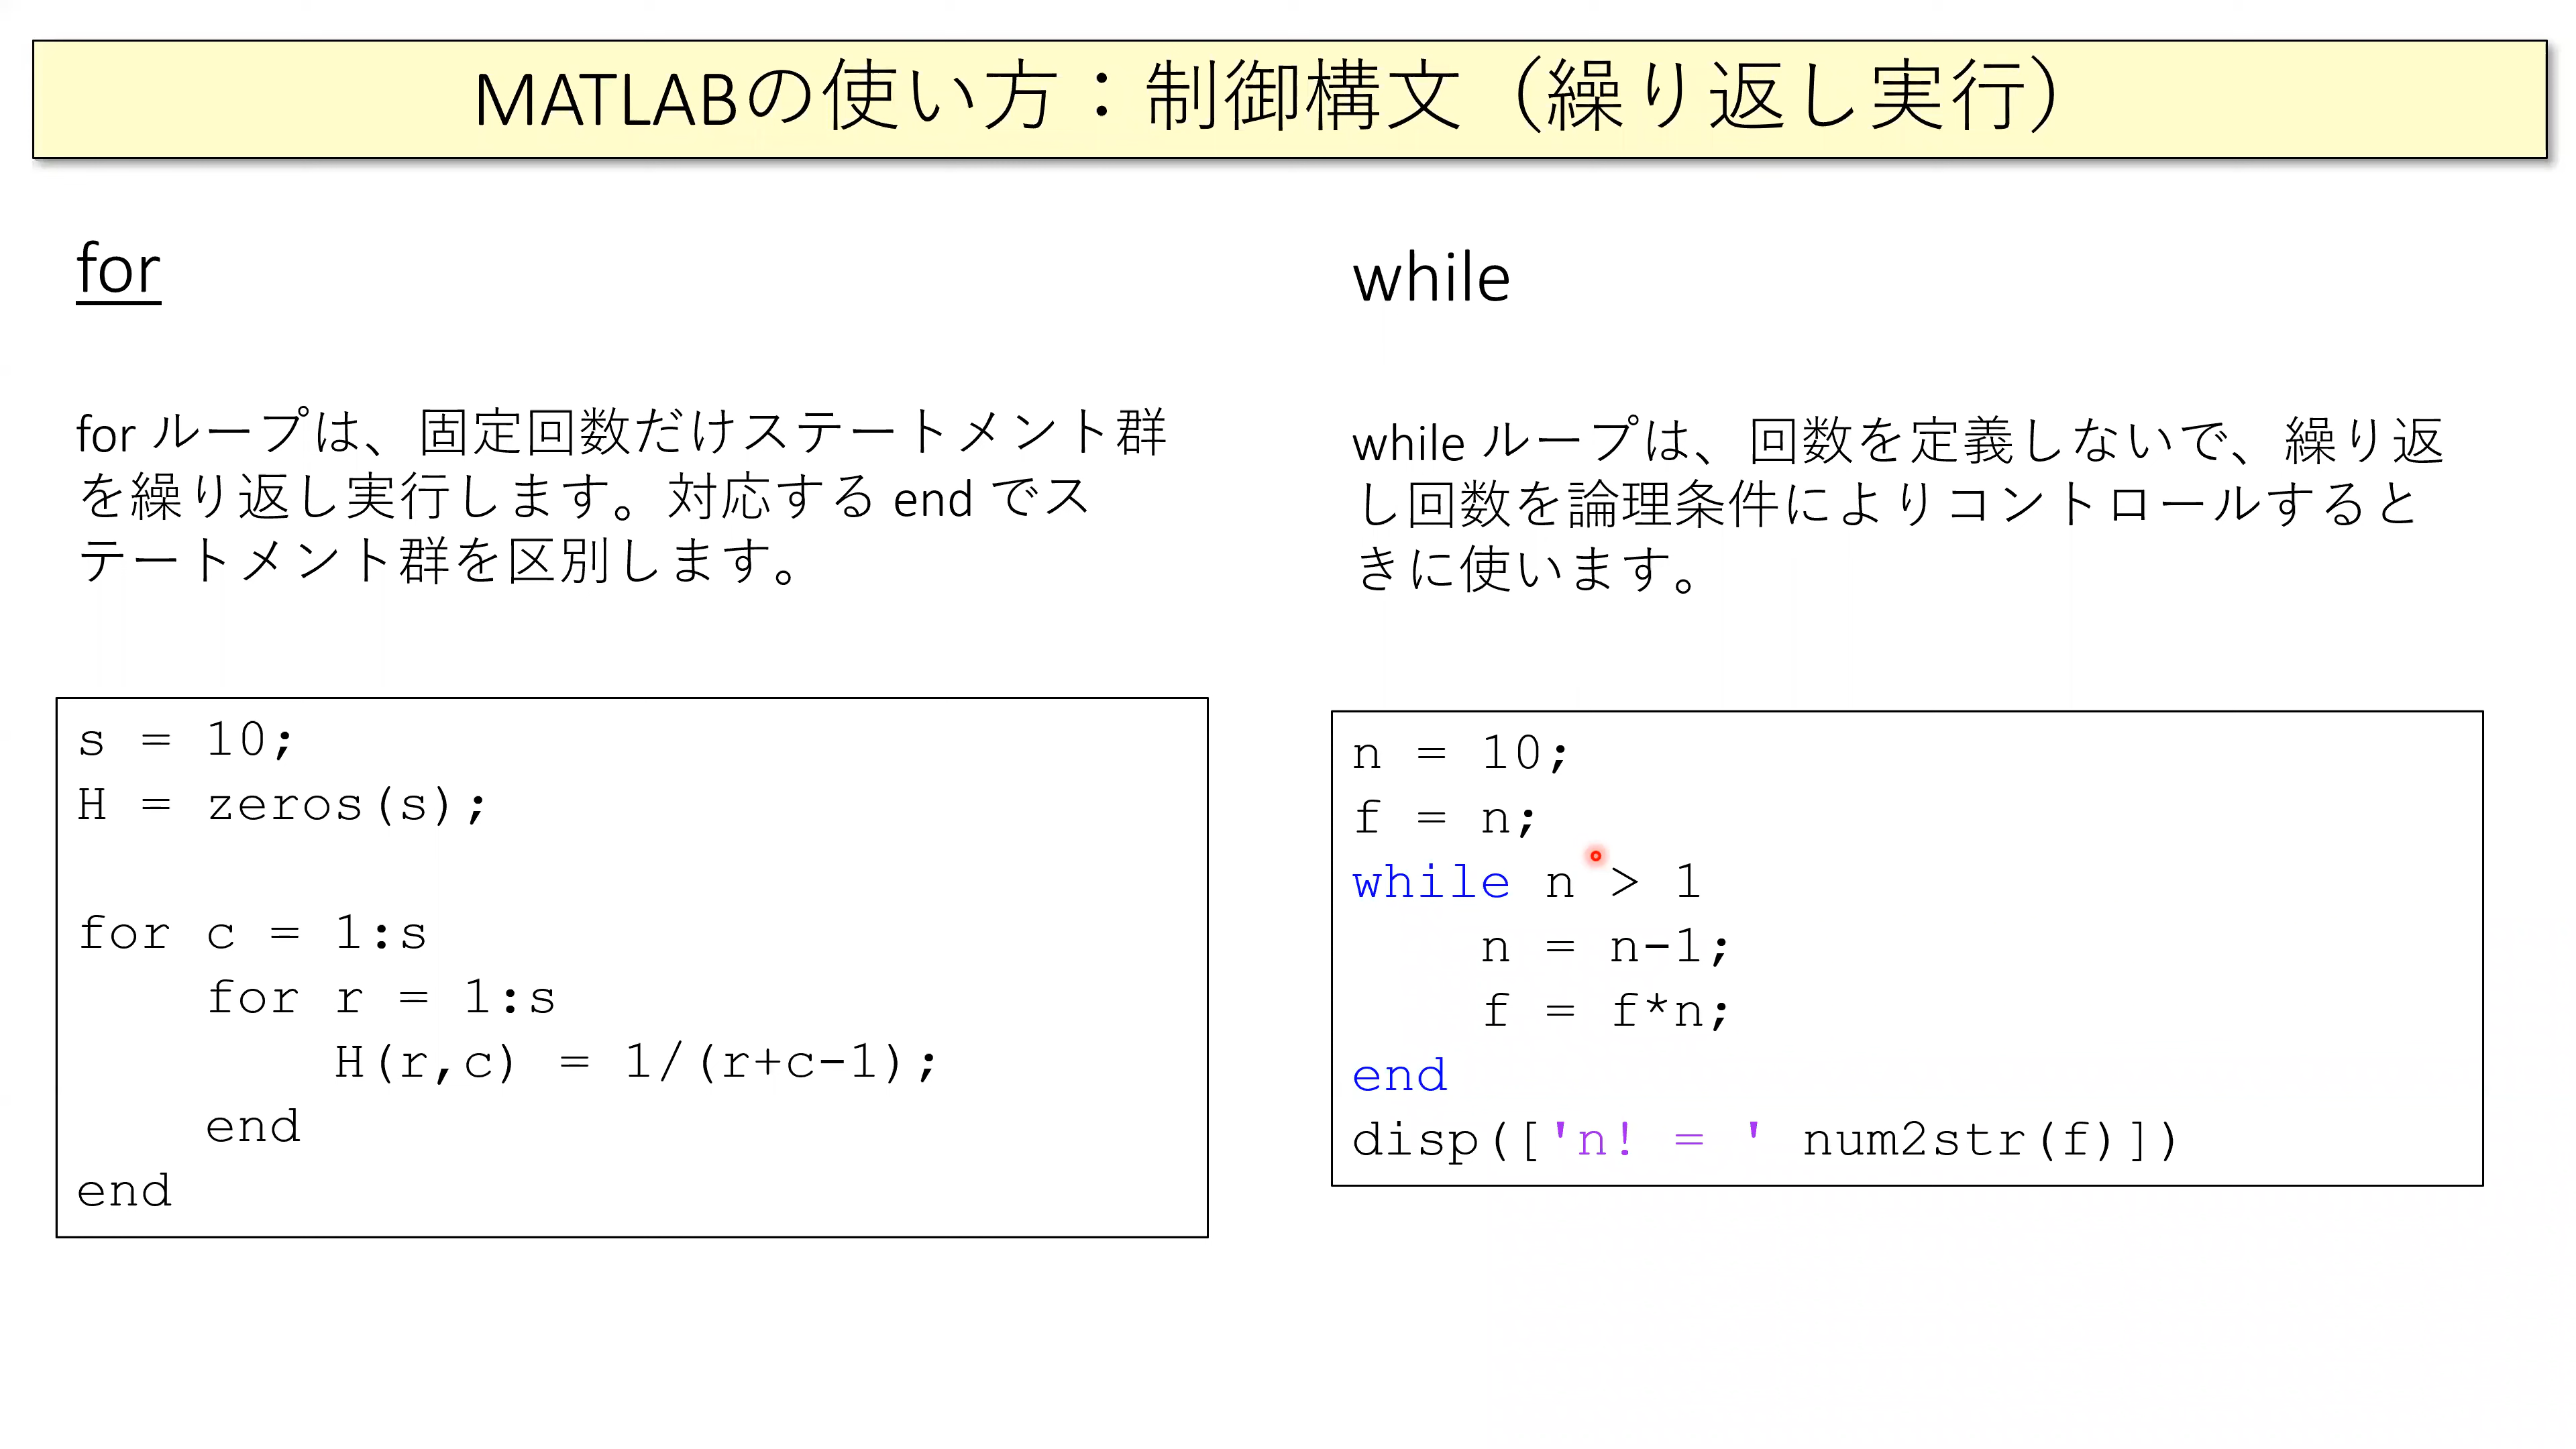 MATLABの使い方：制御構文（繰り返し実行）
for
for ループは、固定回数だけステートメント群
を繰り返し実行します。対応する end でス
テートメント群を区別します。
s = 10;
H = zeros(s);
for c = 1:s
    for r = 1:s
        H(r,c) = 1/(r+c-1);
    end
end
while
while ループは、回数を定義しないで、繰り返
し回数を論理条件によりコントロールすると
きに使います。
n = 10;
f = n;
while n > 1
    n = n-1;
    f = f*n;
end
disp(['n! = ' num2str(f)])